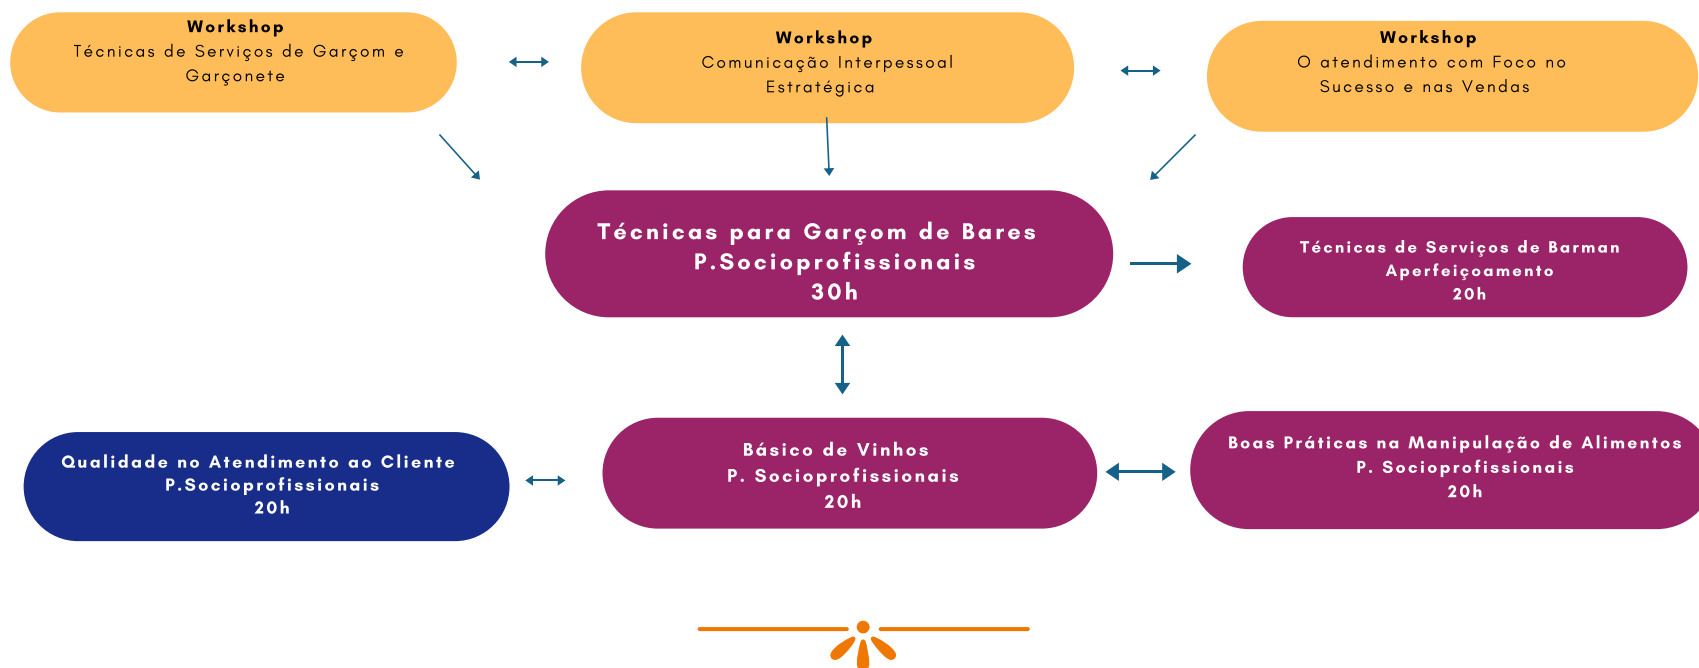 Workshop
Técnicas de Serviços de Garçom e
Garçonete
Workshop
Comunicação Interpessoal
Estratégica
Workshop
O atendimento com Foco no
Sucesso e nas Vendas
Técnicas para Garçom de Bares
P.Socioprofissionais
30h
Técnicas de Serviços de Barman
Aperfeiçoamento
20h
Qualidade no Atendimento ao Cliente
P.Socioprofissionais
20h
Básico de Vinhos
P. Socioprofissionais
20h
Boas Práticas na Manipulação de Alimentos
P. Socioprofissionais
20h